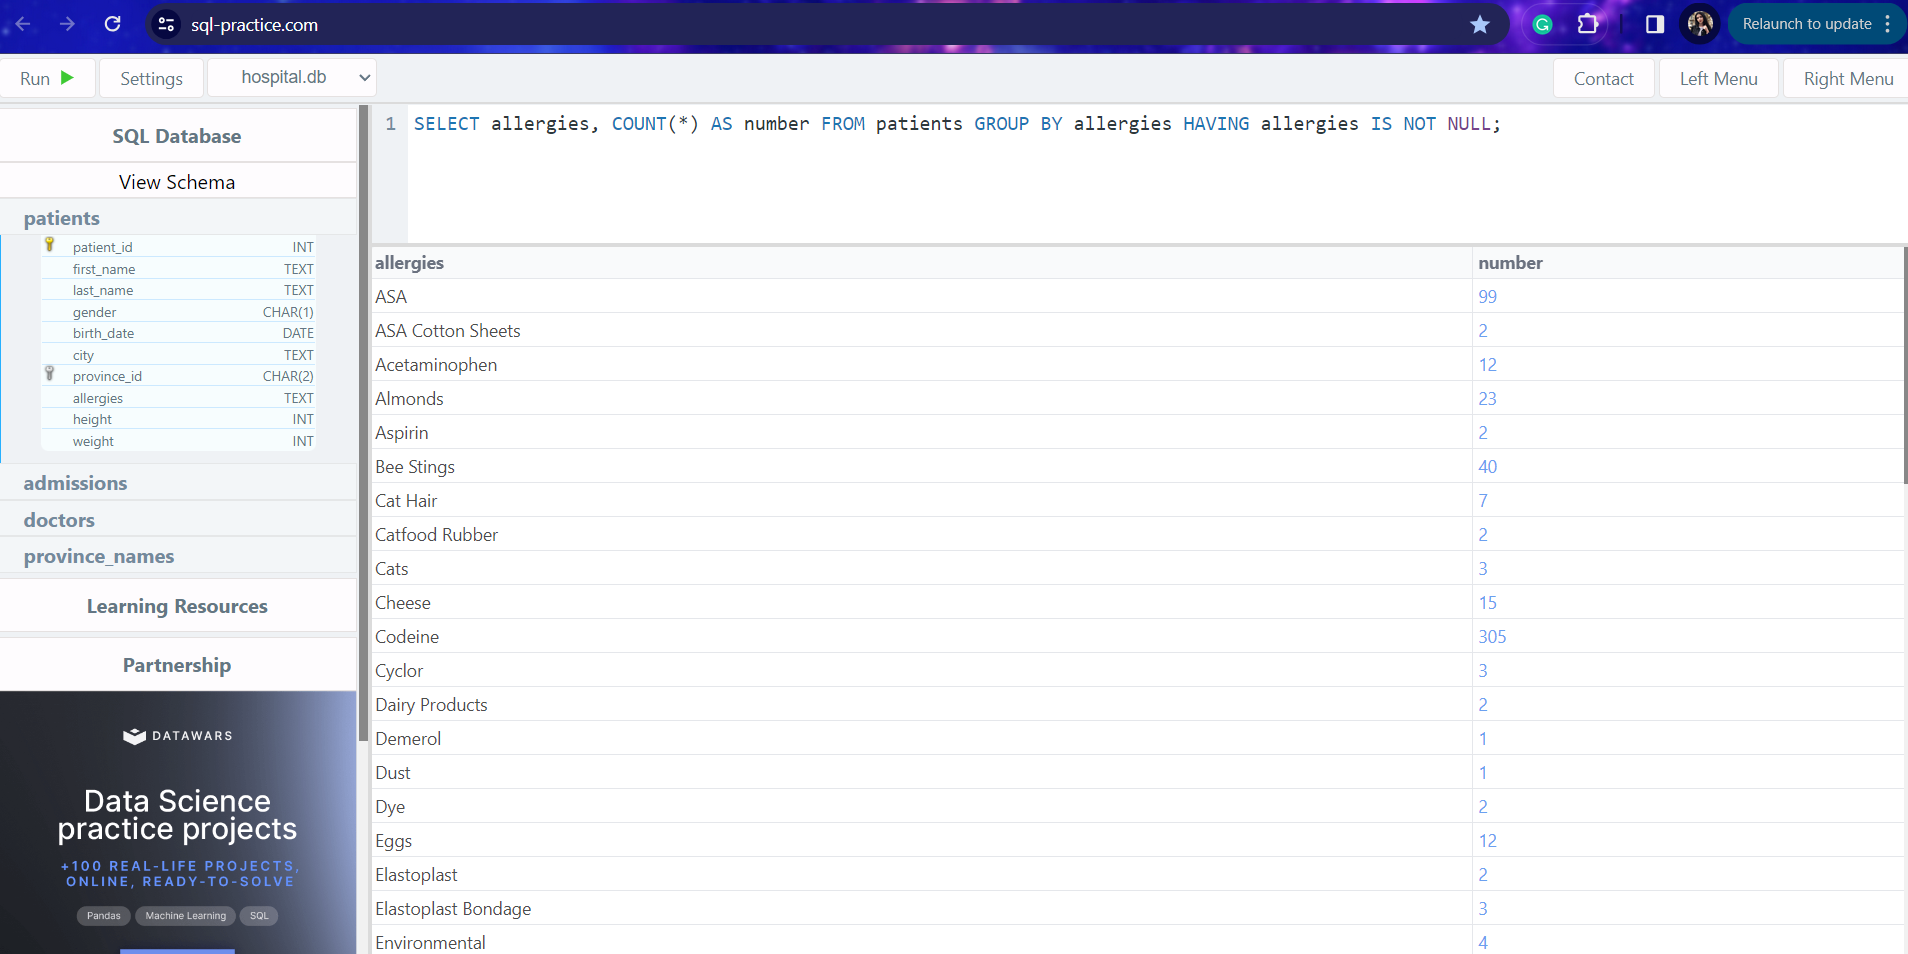 sql-practice.com
Relaunch to update
Run
Settings
hospital.db
Contact
Left Menu
Right Menu
SQL Database
View Schema
patients
patient_id INT
first_name TEXT
last_name TEXT
gender CHAR(1)
birth_date DATE
city TEXT
province_id CHAR(2)
allergies TEXT
height INT
weight INT
admissions
doctors
province_names
Learning Resources
Partnership
DATAWARS
Data Science
practice projects
+100 REAL-LIFE PROJECTS,
ONLINE, READY-TO-SOLVE
Pandas Machine Learning SQL
1 SELECT allergies, COUNT(*) AS number FROM patients GROUP BY allergies HAVING allergies IS NOT NULL;
allergies number
ASA 99
ASA Cotton Sheets 2
Acetaminophen 12
Almonds 23
Aspirin 2
Bee Stings 40
Cat Hair 7
Catfood Rubber 2
Cats 3
Cheese 15
Codeine 305
Cyclor 3
Dairy Products 2
Demerol 1
Dust 1
Dye 2
Eggs 12
Elastoplast 2
Elastoplast Bondage 3
Environmental 4